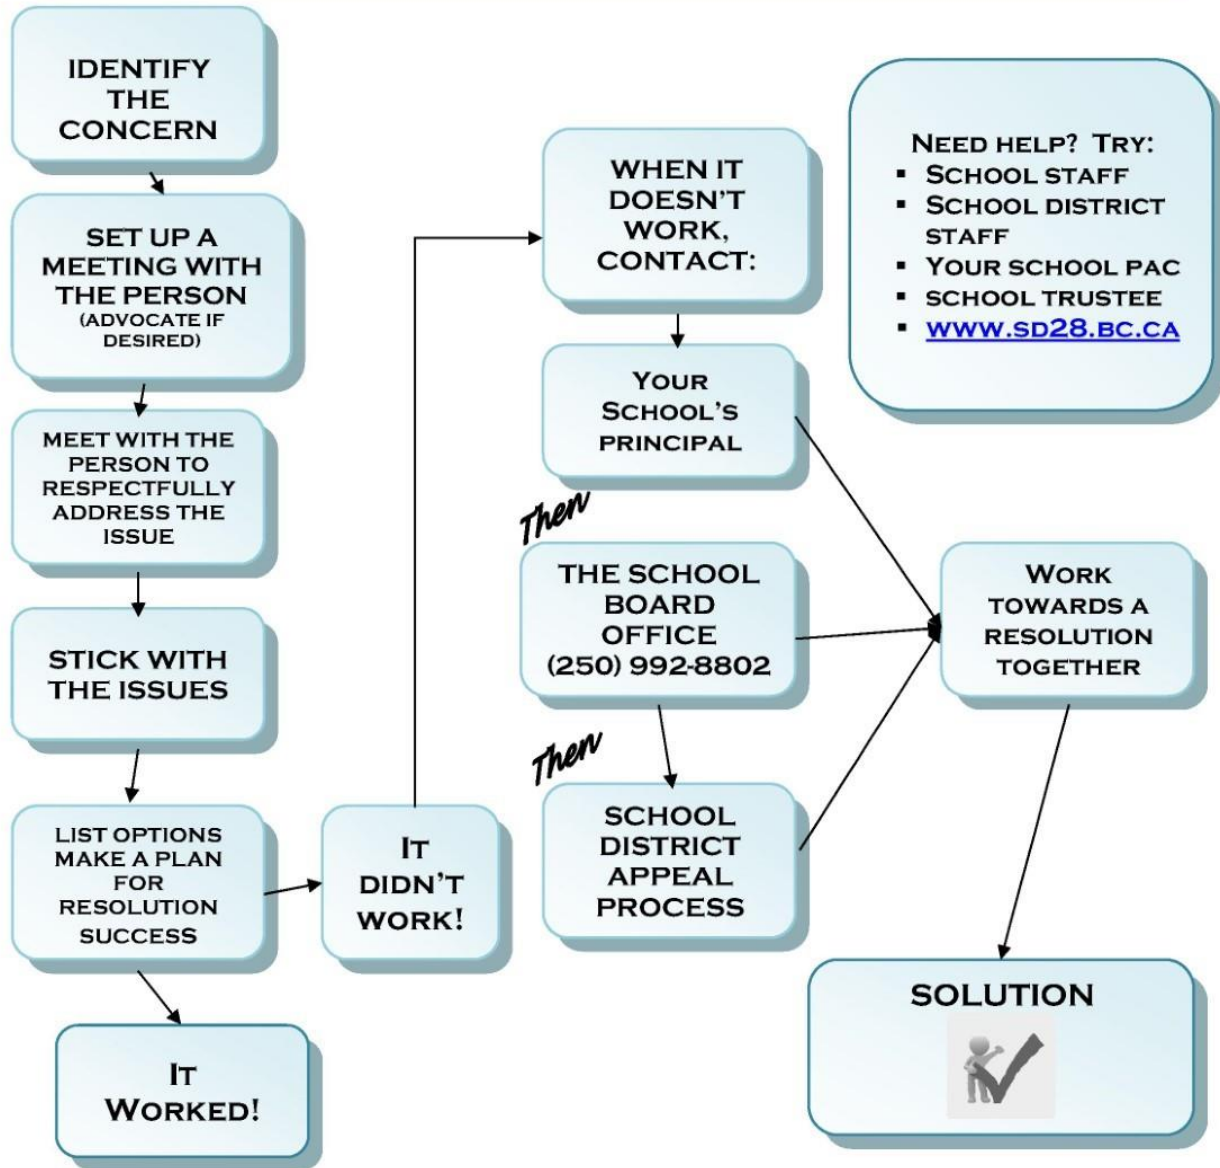 IDENTIFY
THE
CONCERN
SET UP A
MEETING WITH
THE PERSON
(ADVOCATE IF
DESIRED)
MEET WITH THE
PERSON TO
RESPECTFULLY
ADDRESS THE
ISSUE
STICK WITH
THE ISSUES
LIST OPTIONS
MAKE A PLAN
FOR
RESOLUTION
SUCCESS
IT
WORKED!
IT
DIDN'T
WORK!
WHEN IT
DOESN'T
WORK,
CONTACT:
YOUR
SCHOOL'S
PRINCIPAL
Then
THE SCHOOL
BOARD
OFFICE
(250) 992-8802
Then
SCHOOL
DISTRICT
APPEAL
PROCESS
NEED HELP? TRY:
▪ SCHOOL STAFF
▪ SCHOOL DISTRICT
STAFF
▪ YOUR SCHOOL PAC
▪ SCHOOL TRUSTEE
▪ WWW.SD28.BC.CA
WORK
TOWARDS A
RESOLUTION
TOGETHER
SOLUTION